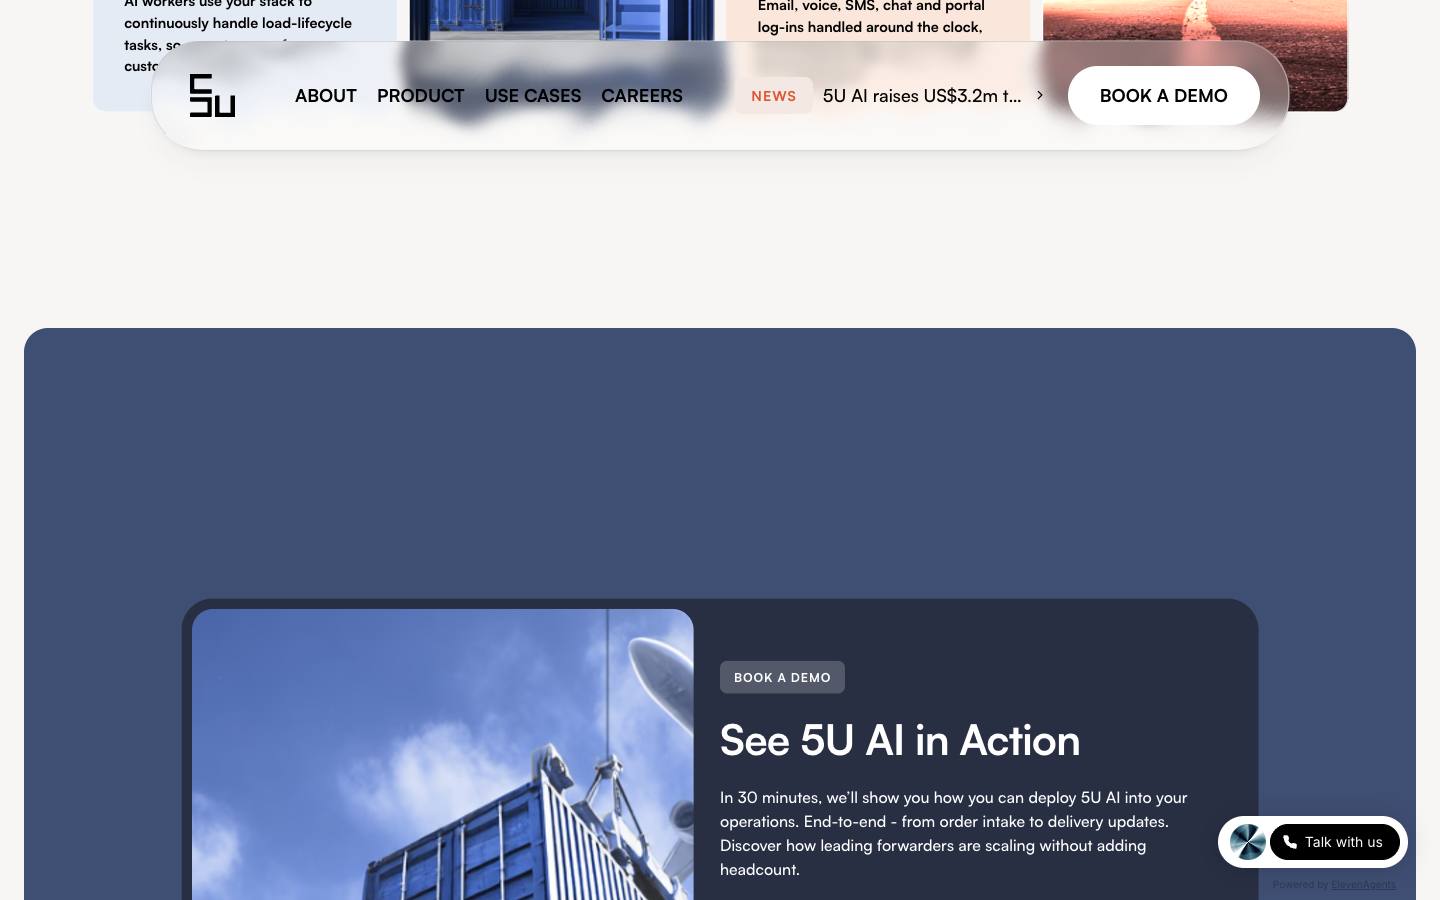 AI workers use your stack to
continuously handle load-lifecycle
tasks, so
custo
Email, voice, SMS, chat and portal
log-ins handled around the clock,
5u
ABOUT
PRODUCT
USE CASES
CAREERS
NEWS
5U AI raises US$3.2m t...
BOOK A DEMO
BOOK A DEMO
See 5U AI in Action
In 30 minutes, we'll show you how you can deploy 5U AI into your
operations. End-to-end - from order intake to delivery updates.
Discover how leading forwarders are scaling without adding
headcount.
Talk with us
Powered by ElevenAgents